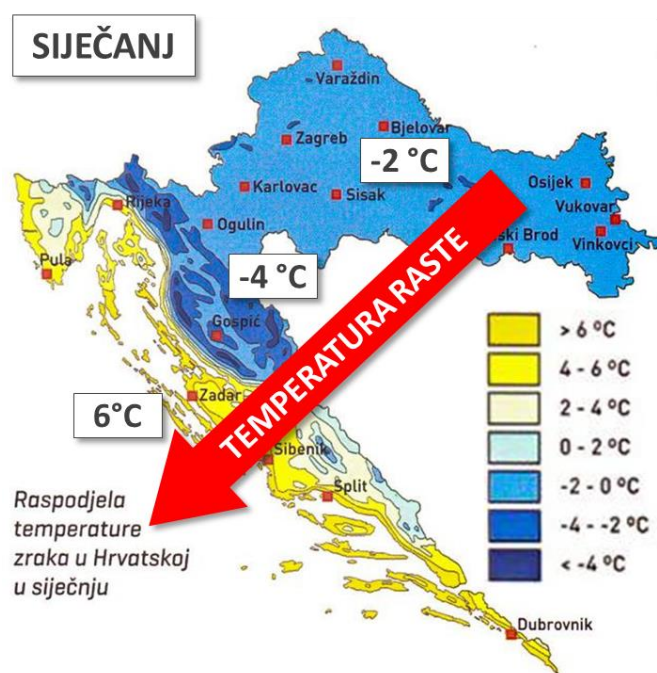 SIJEČANJ
Varaždin
Bjelovar
Zagreb
-2 °C
Karlovac
Sisak
Osijek
Vukovar
Rijeka
Ogulin
ski Brod
Vinkovci
Pula
-4 °C
TEMPERATURA RASTE
Gospić
> 6 °C
4 - 6 °C
2 - 4 °C
0 - 2 °C
-2 - 0 °C
-4 - -2 °C
< -4 °C
Zadar
6°C
Šibenik
Split
Raspodjela
temperature
zraka u Hrvatskoj
u siječnju
Dubrovnik